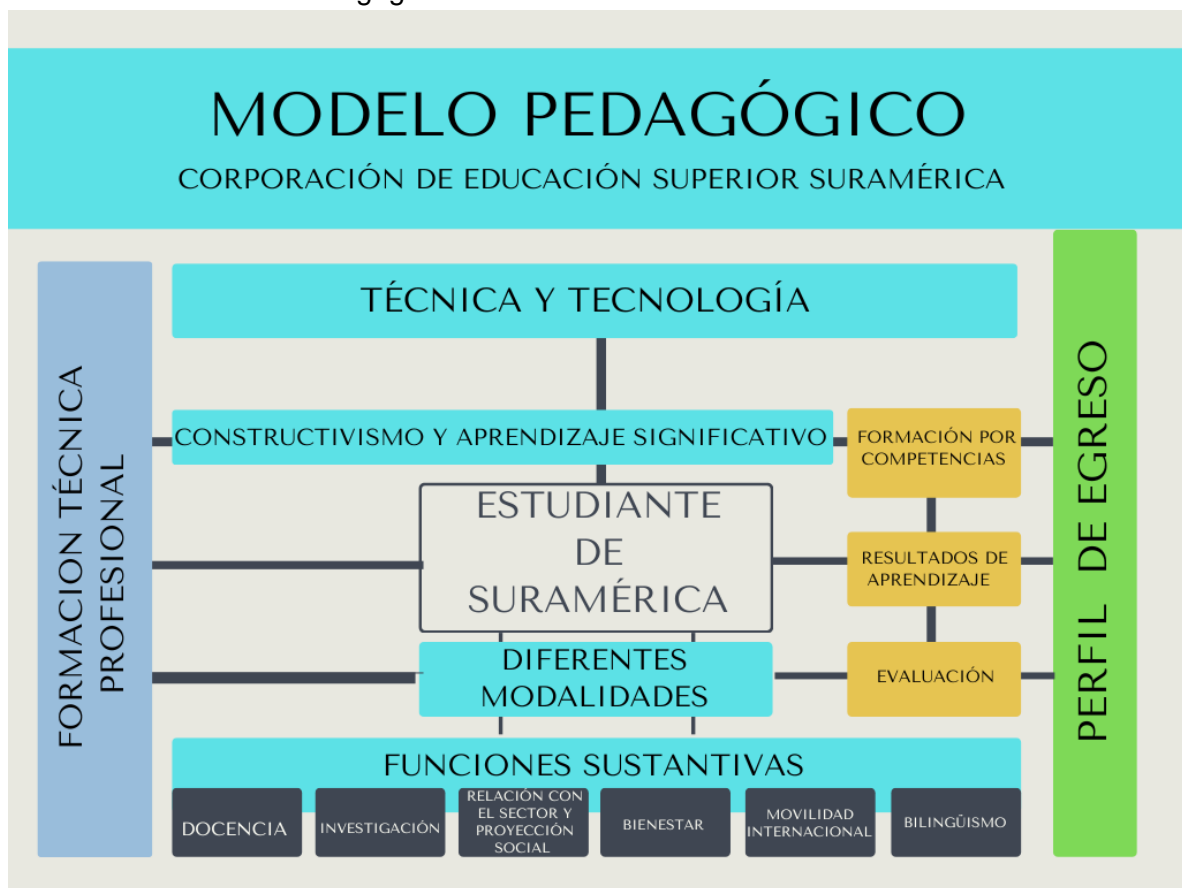 MODELO PEDAGÓGICO
CORPORACIÓN DE EDUCACIÓN SUPERIOR SURAMÉRICA
FORMACION TÉCNICA
PROFESIONAL
TÉCNICA Y TECNOLOGÍA
CONSTRUCTIVISMO Y APRENDIZAJE SIGNIFICATIVO
FORMACIÓN POR
COMPETENCIAS
ESTUDIANTE
DE
SURAMÉRICA
RESULTADOS DE
APRENDIZAJE
DIFERENTES
MODALIDADES
EVALUACIÓN
FUNCIONES SUSTANTIVAS
DOCENCIA
INVESTIGACIÓN
RELACIÓN CON
EL SECTOR Y
PROYECCIÓN
SOCIAL
BIENESTAR
MOVILIDAD
INTERNACIONAL
BILINGÜISMO
PERFIL DE EGRESO